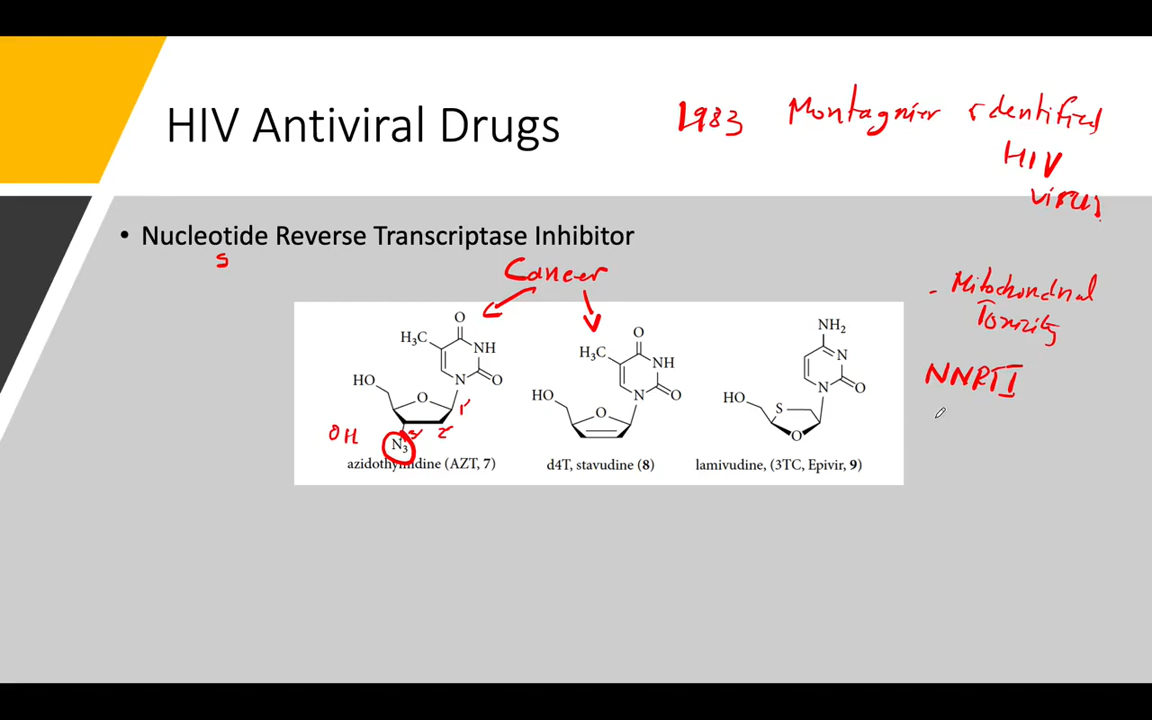 HIV Antiviral Drugs
1983 Montagnier identified
HIV
virus
• Nucleotide Reverse Transcriptase Inhibitor
s
Cancer
- Mitochondrial
Toxicity
NNRTI
O
H₃C
NH
N
O
HO
O
1'
2'
3'
OH
N₃
azidothymidine (AZT, 7)
O
H₃C
NH
N
O
HO
O
d4T, stavudine (8)
NH₂
N
N
O
HO
S
O
lamivudine, (3TC, Epivir, 9)